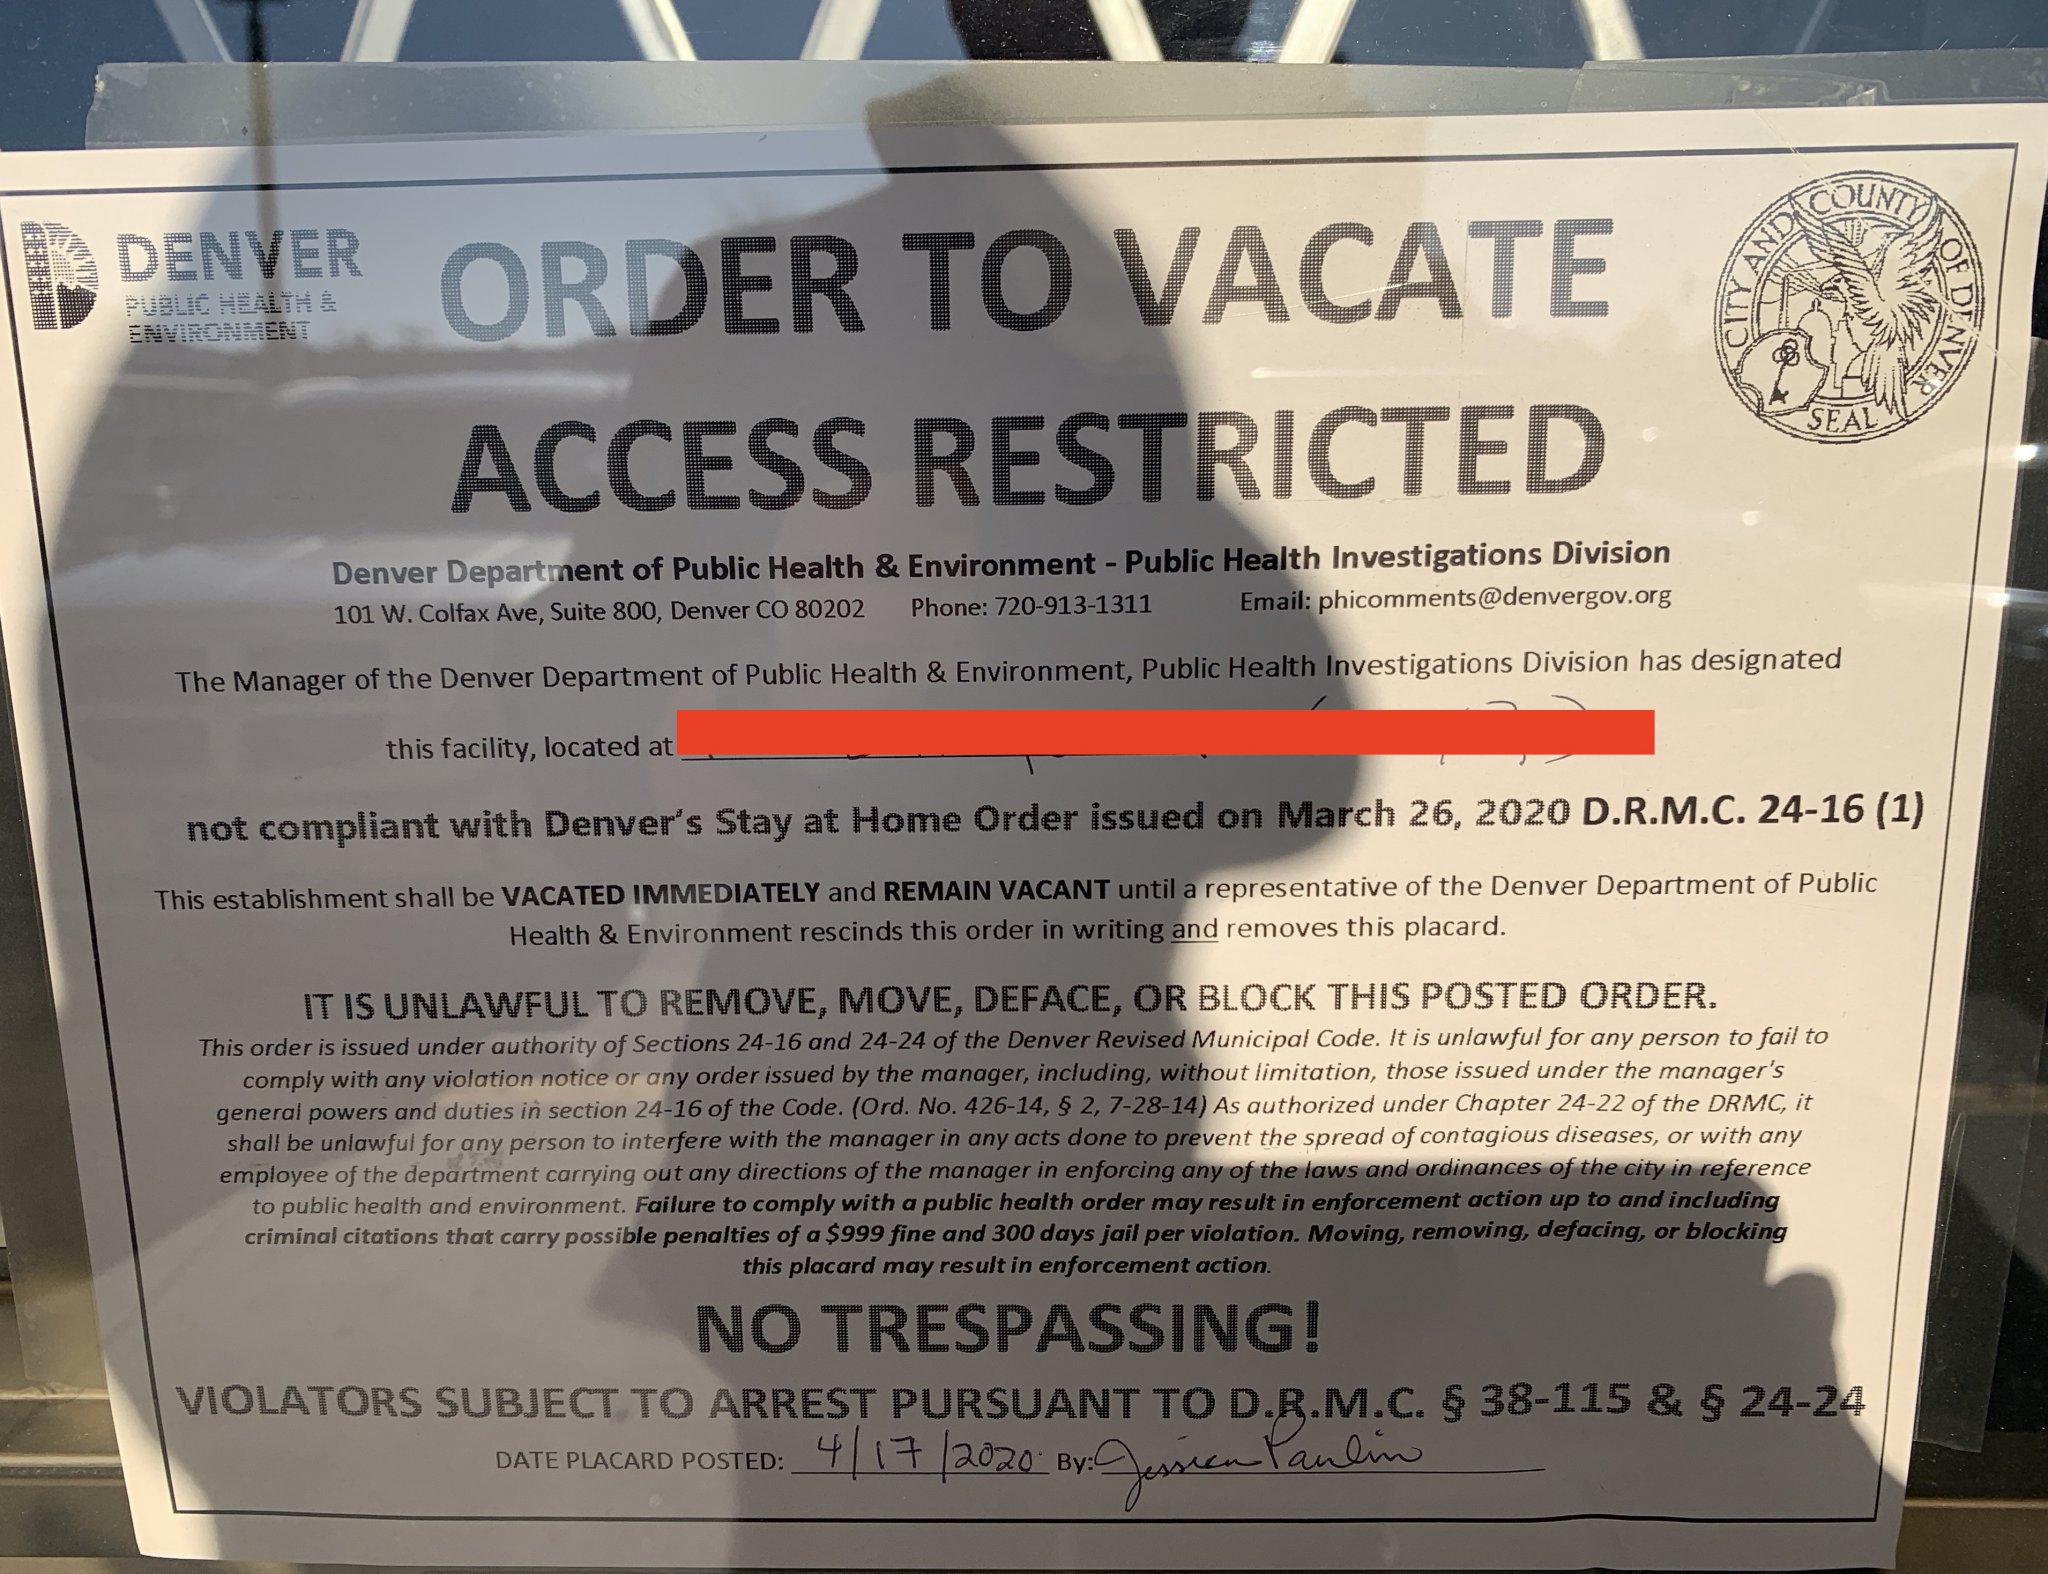 DENVER
PUBLIC HEALTH &
ENVIRONMENT
ORDER TO VACATE
ACCESS RESTRICTED
CITY AND COUNTY OF DENVER
SEAL
Denver Department of Public Health & Environment - Public Health Investigations Division
101 W. Colfax Ave, Suite 800, Denver CO 80202 Phone: 720-913-1311 Email: phicomments@denvergov.org
The Manager of the Denver Department of Public Health & Environment, Public Health Investigations Division has designated
this facility, located at
not compliant with Denver's Stay at Home Order issued on March 26, 2020 D.R.M.C. 24-16 (1)
This establishment shall be VACATED IMMEDIATELY and REMAIN VACANT until a representative of the Denver Department of Public
Health & Environment rescinds this order in writing and removes this placard.
IT IS UNLAWFUL TO REMOVE, MOVE, DEFACE, OR BLOCK THIS POSTED ORDER.
This order is issued under authority of Sections 24-16 and 24-24 of the Denver Revised Municipal Code. It is unlawful for any person to fail to
comply with any violation notice or any order issued by the manager, including, without limitation, those issued under the manager's
general powers and duties in section 24-16 of the Code. (Ord. No. 426-14, § 2, 7-28-14) As authorized under Chapter 24-22 of the DRMC, it
shall be unlawful for any person to interfere with the manager in any acts done to prevent the spread of contagious diseases, or with any
employee of the department carrying out any directions of the manager in enforcing any of the laws and ordinances of the city in reference
to public health and environment. Failure to comply with a public health order may result in enforcement action up to and including
criminal citations that carry possible penalties of a $999 fine and 300 days jail per violation. Moving, removing, defacing, or blocking
this placard may result in enforcement action.
NO TRESPASSING!
VIOLATORS SUBJECT TO ARREST PURSUANT TO D.R.M.C. § 38-115 & § 24-24
DATE PLACARD POSTED: 4/17/2020 By: Jessica Paulin